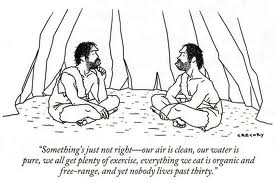 GREGORY
"Something's just not right—our air is clean, our water is
pure, we all get plenty of exercise, everything we eat is organic and
free-range, and yet nobody lives past thirty."